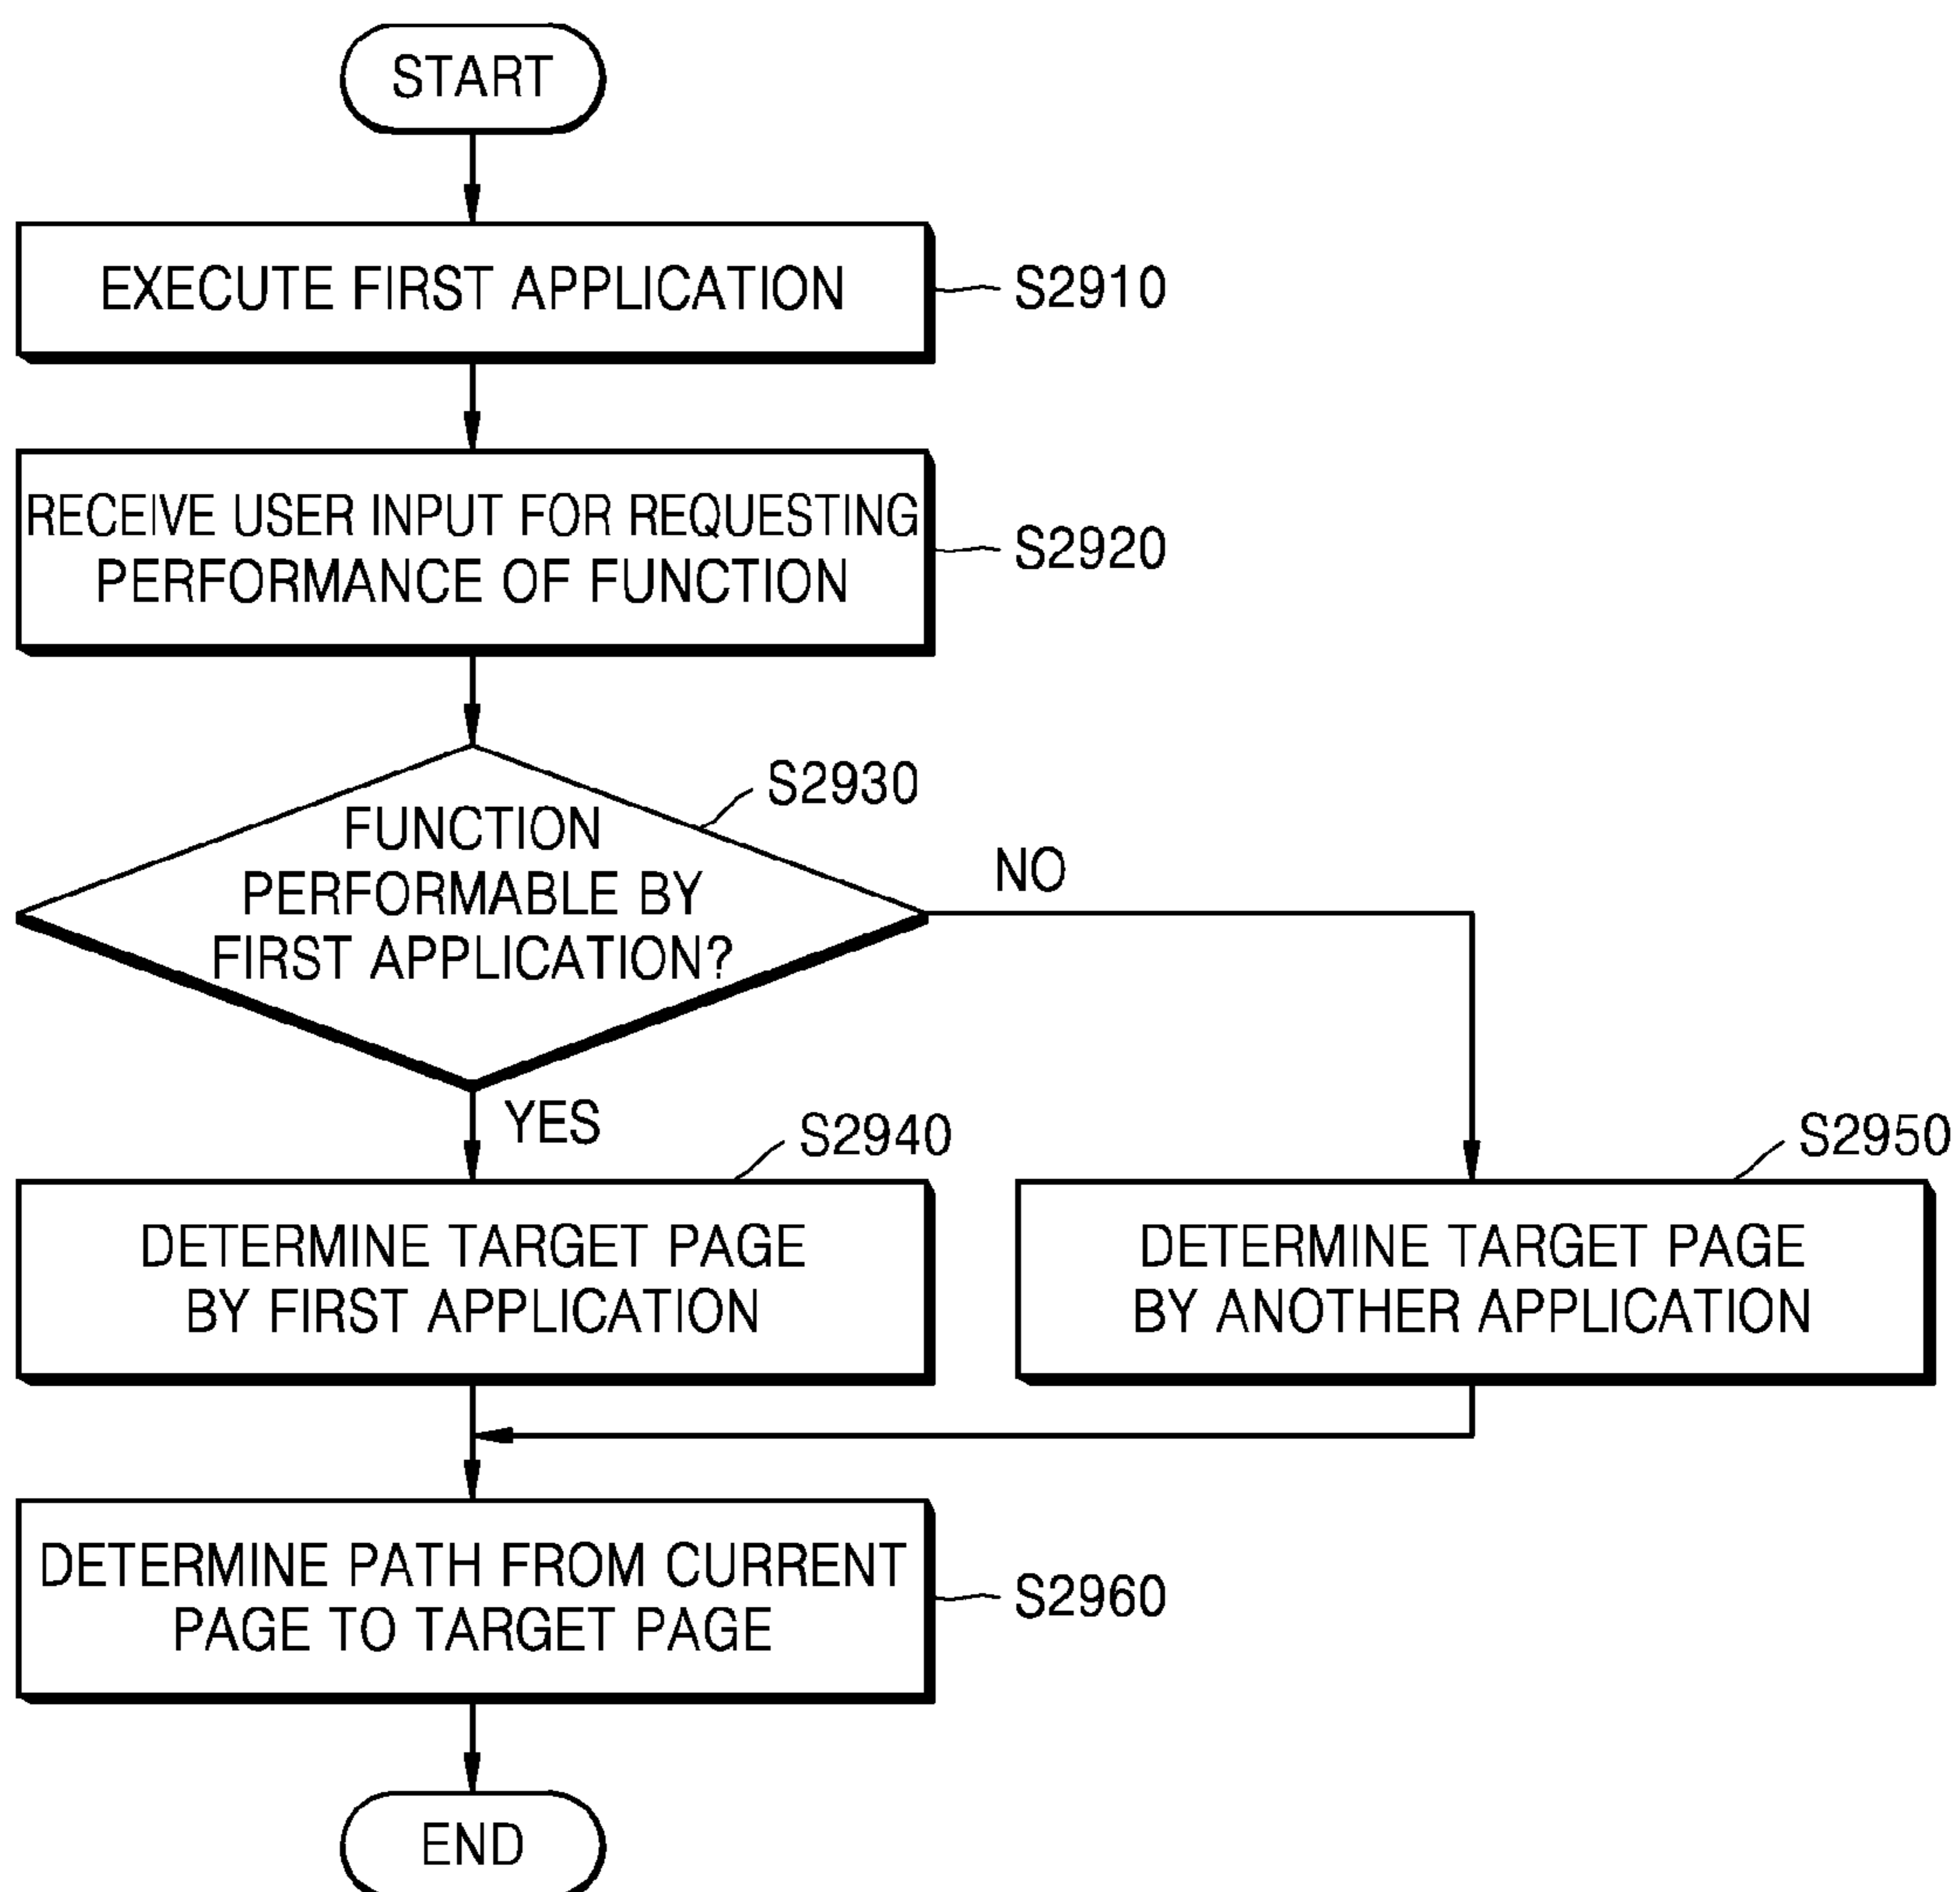 START
EXECUTE FIRST APPLICATION
S2910
RECEIVE USER INPUT FOR REQUESTING
PERFORMANCE OF FUNCTION
S2920
S2930
FUNCTION
PERFORMABLE BY
FIRST APPLICATION?
NO
YES
S2940
DETERMINE TARGET PAGE
BY FIRST APPLICATION
S2950
DETERMINE TARGET PAGE
BY ANOTHER APPLICATION
DETERMINE PATH FROM CURRENT
PAGE TO TARGET PAGE
S2960
END